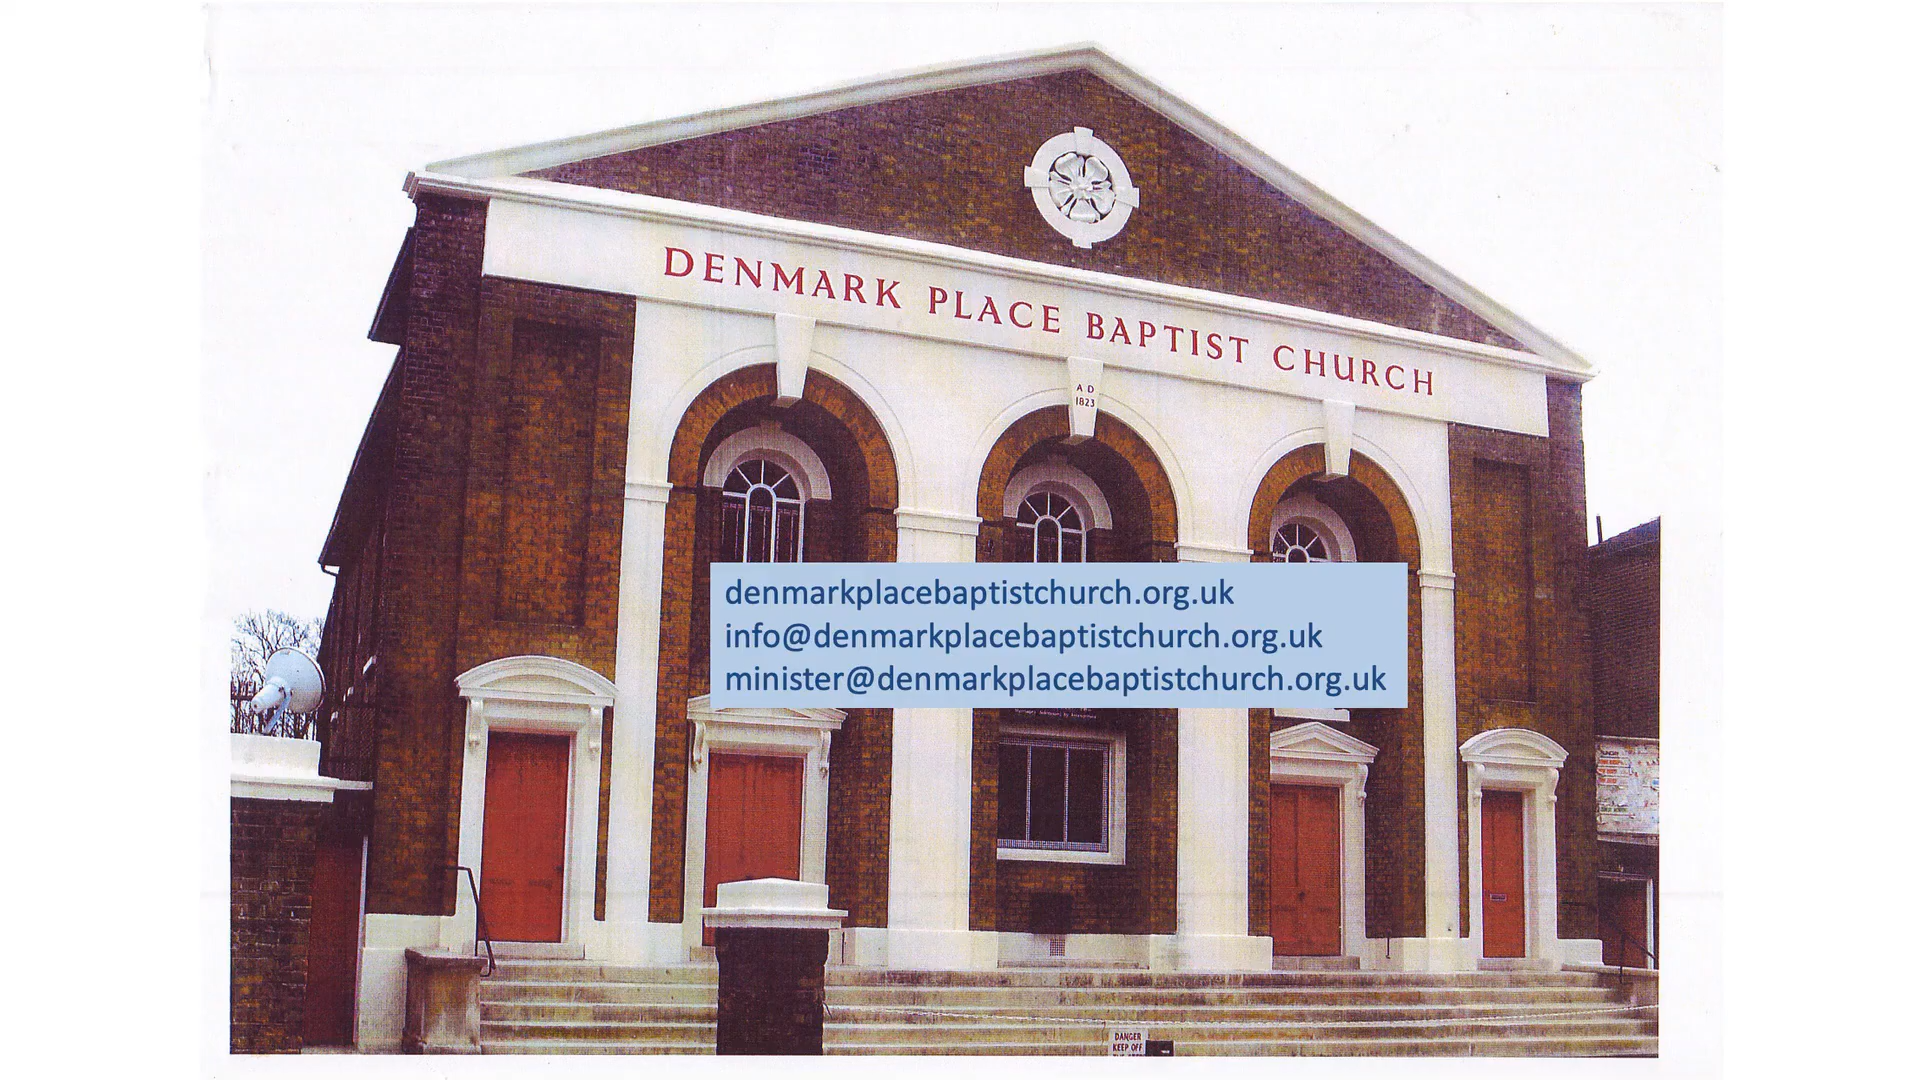 DENMARK PLACE BAPTIST CHURCH
A D
1823
denmarkplacebaptistchurch.org.uk
info@denmarkplacebaptistchurch.org.uk
minister@denmarkplacebaptistchurch.org.uk
DANGER
KEEP OFF